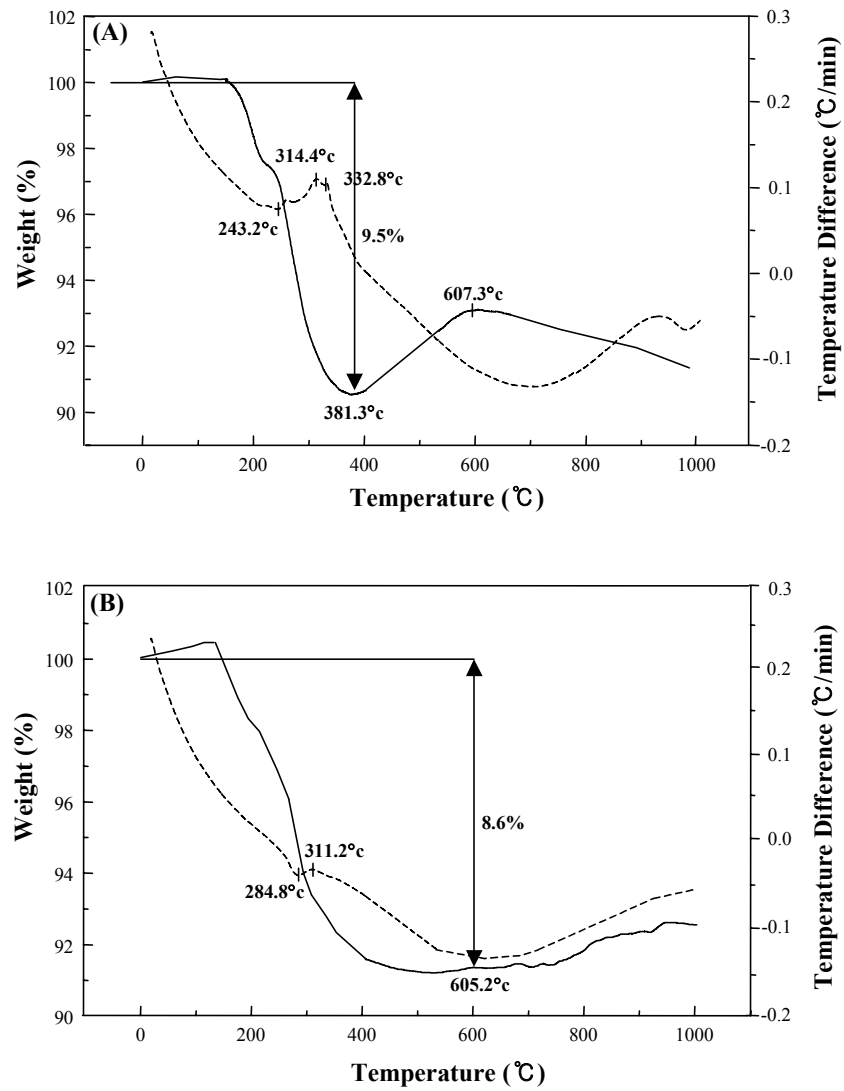 (A)
102
100
98
96
94
92
90
Weight (%)
0.3
0.2
0.1
0.0
-0.1
-0.2
Temperature Difference (℃/min)
314.4°c
332.8°c
243.2°c
9.5%
607.3°c
381.3°c
0
200
400
600
800
1000
Temperature (℃)
(B)
102
100
98
96
94
92
90
Weight (%)
0.3
0.2
0.1
0.0
-0.1
-0.2
Temperature Difference (℃/min)
8.6%
311.2°c
284.8°c
605.2°c
0
200
400
600
800
1000
Temperature (℃)